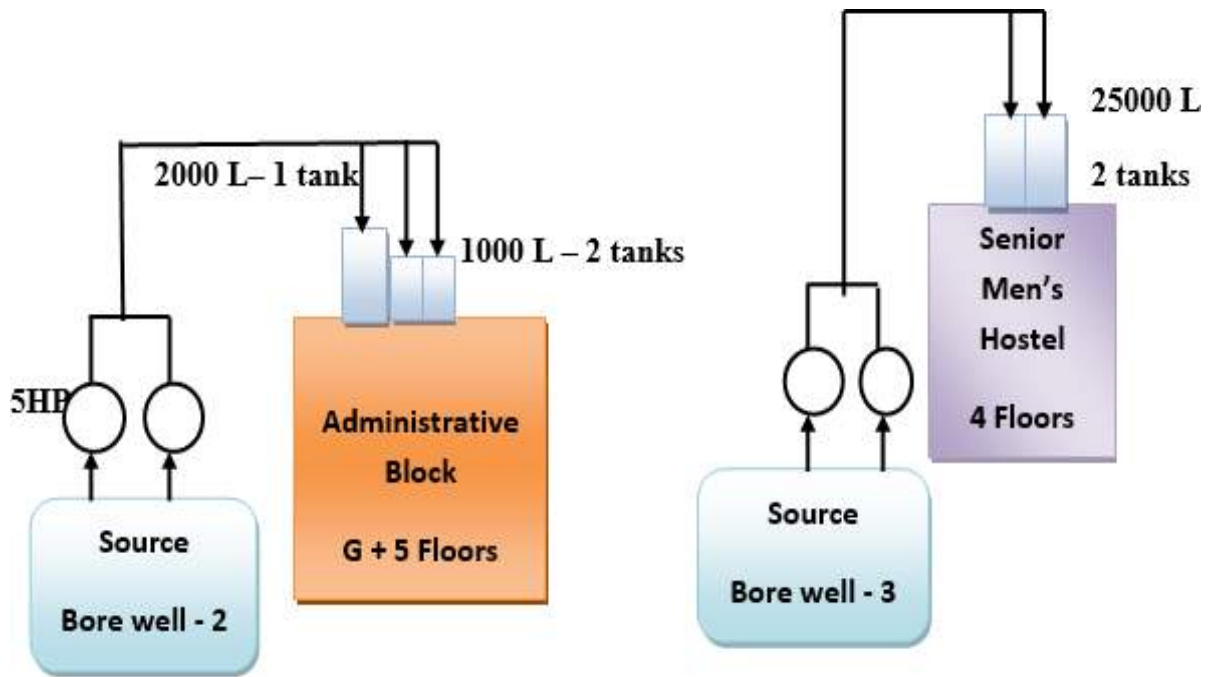 2000 L– 1 tank
1000 L – 2 tanks
5HP
Administrative
Block
G + 5 Floors
Source
Bore well - 2
25000 L
2 tanks
Senior
Men’s
Hostel
4 Floors
Source
Bore well - 3